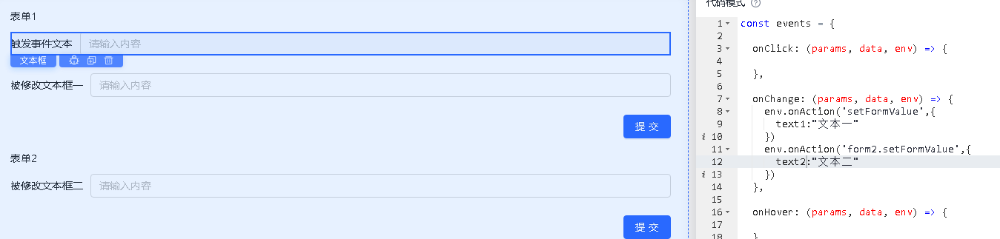 表单1
触发事件文本 请输入内容
文本框
被修改文本框一 请输入内容
提 交
表单2
被修改文本框二 请输入内容
提 交
代码模式 ?
1 const events = {
2
3 onClick: (params, data, env) => {
4
5 },
6
7 onChange: (params, data, env) => {
8 env.onAction('setFormValue',{
9 text1:"文本一"
i 10 })
11 env.onAction('form2.setFormValue',{
12 text2:"文本二"
i 13 })
14 },
15
16 onHover: (params, data, env) => {
17
18 }